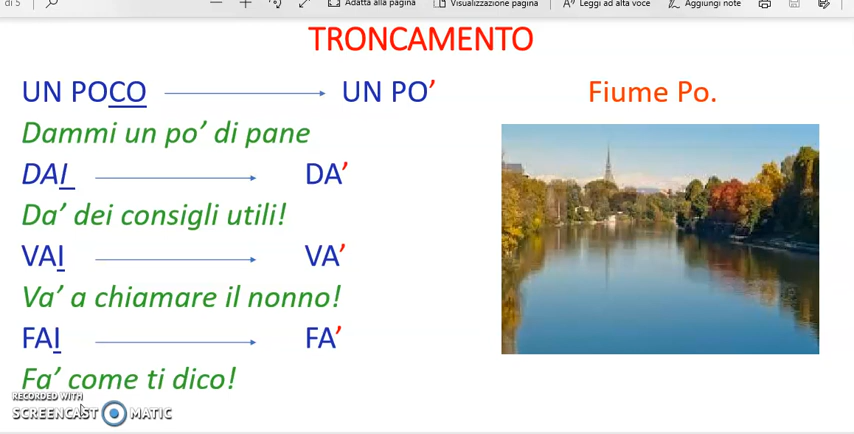 di 5
Adatta alla pagina
Visualizzazione pagina
Leggi ad alta voce
Aggiungi note
TRONCAMENTO
UN POCO UN PO’ Fiume Po.
Dammi un po’ di pane
DAI DA’
Da’ dei consigli utili!
VAI VA’
Va’ a chiamare il nonno!
FAI FA’
Fa’ come ti dico!
RECORDED WITH
SCREENCAST MATIC